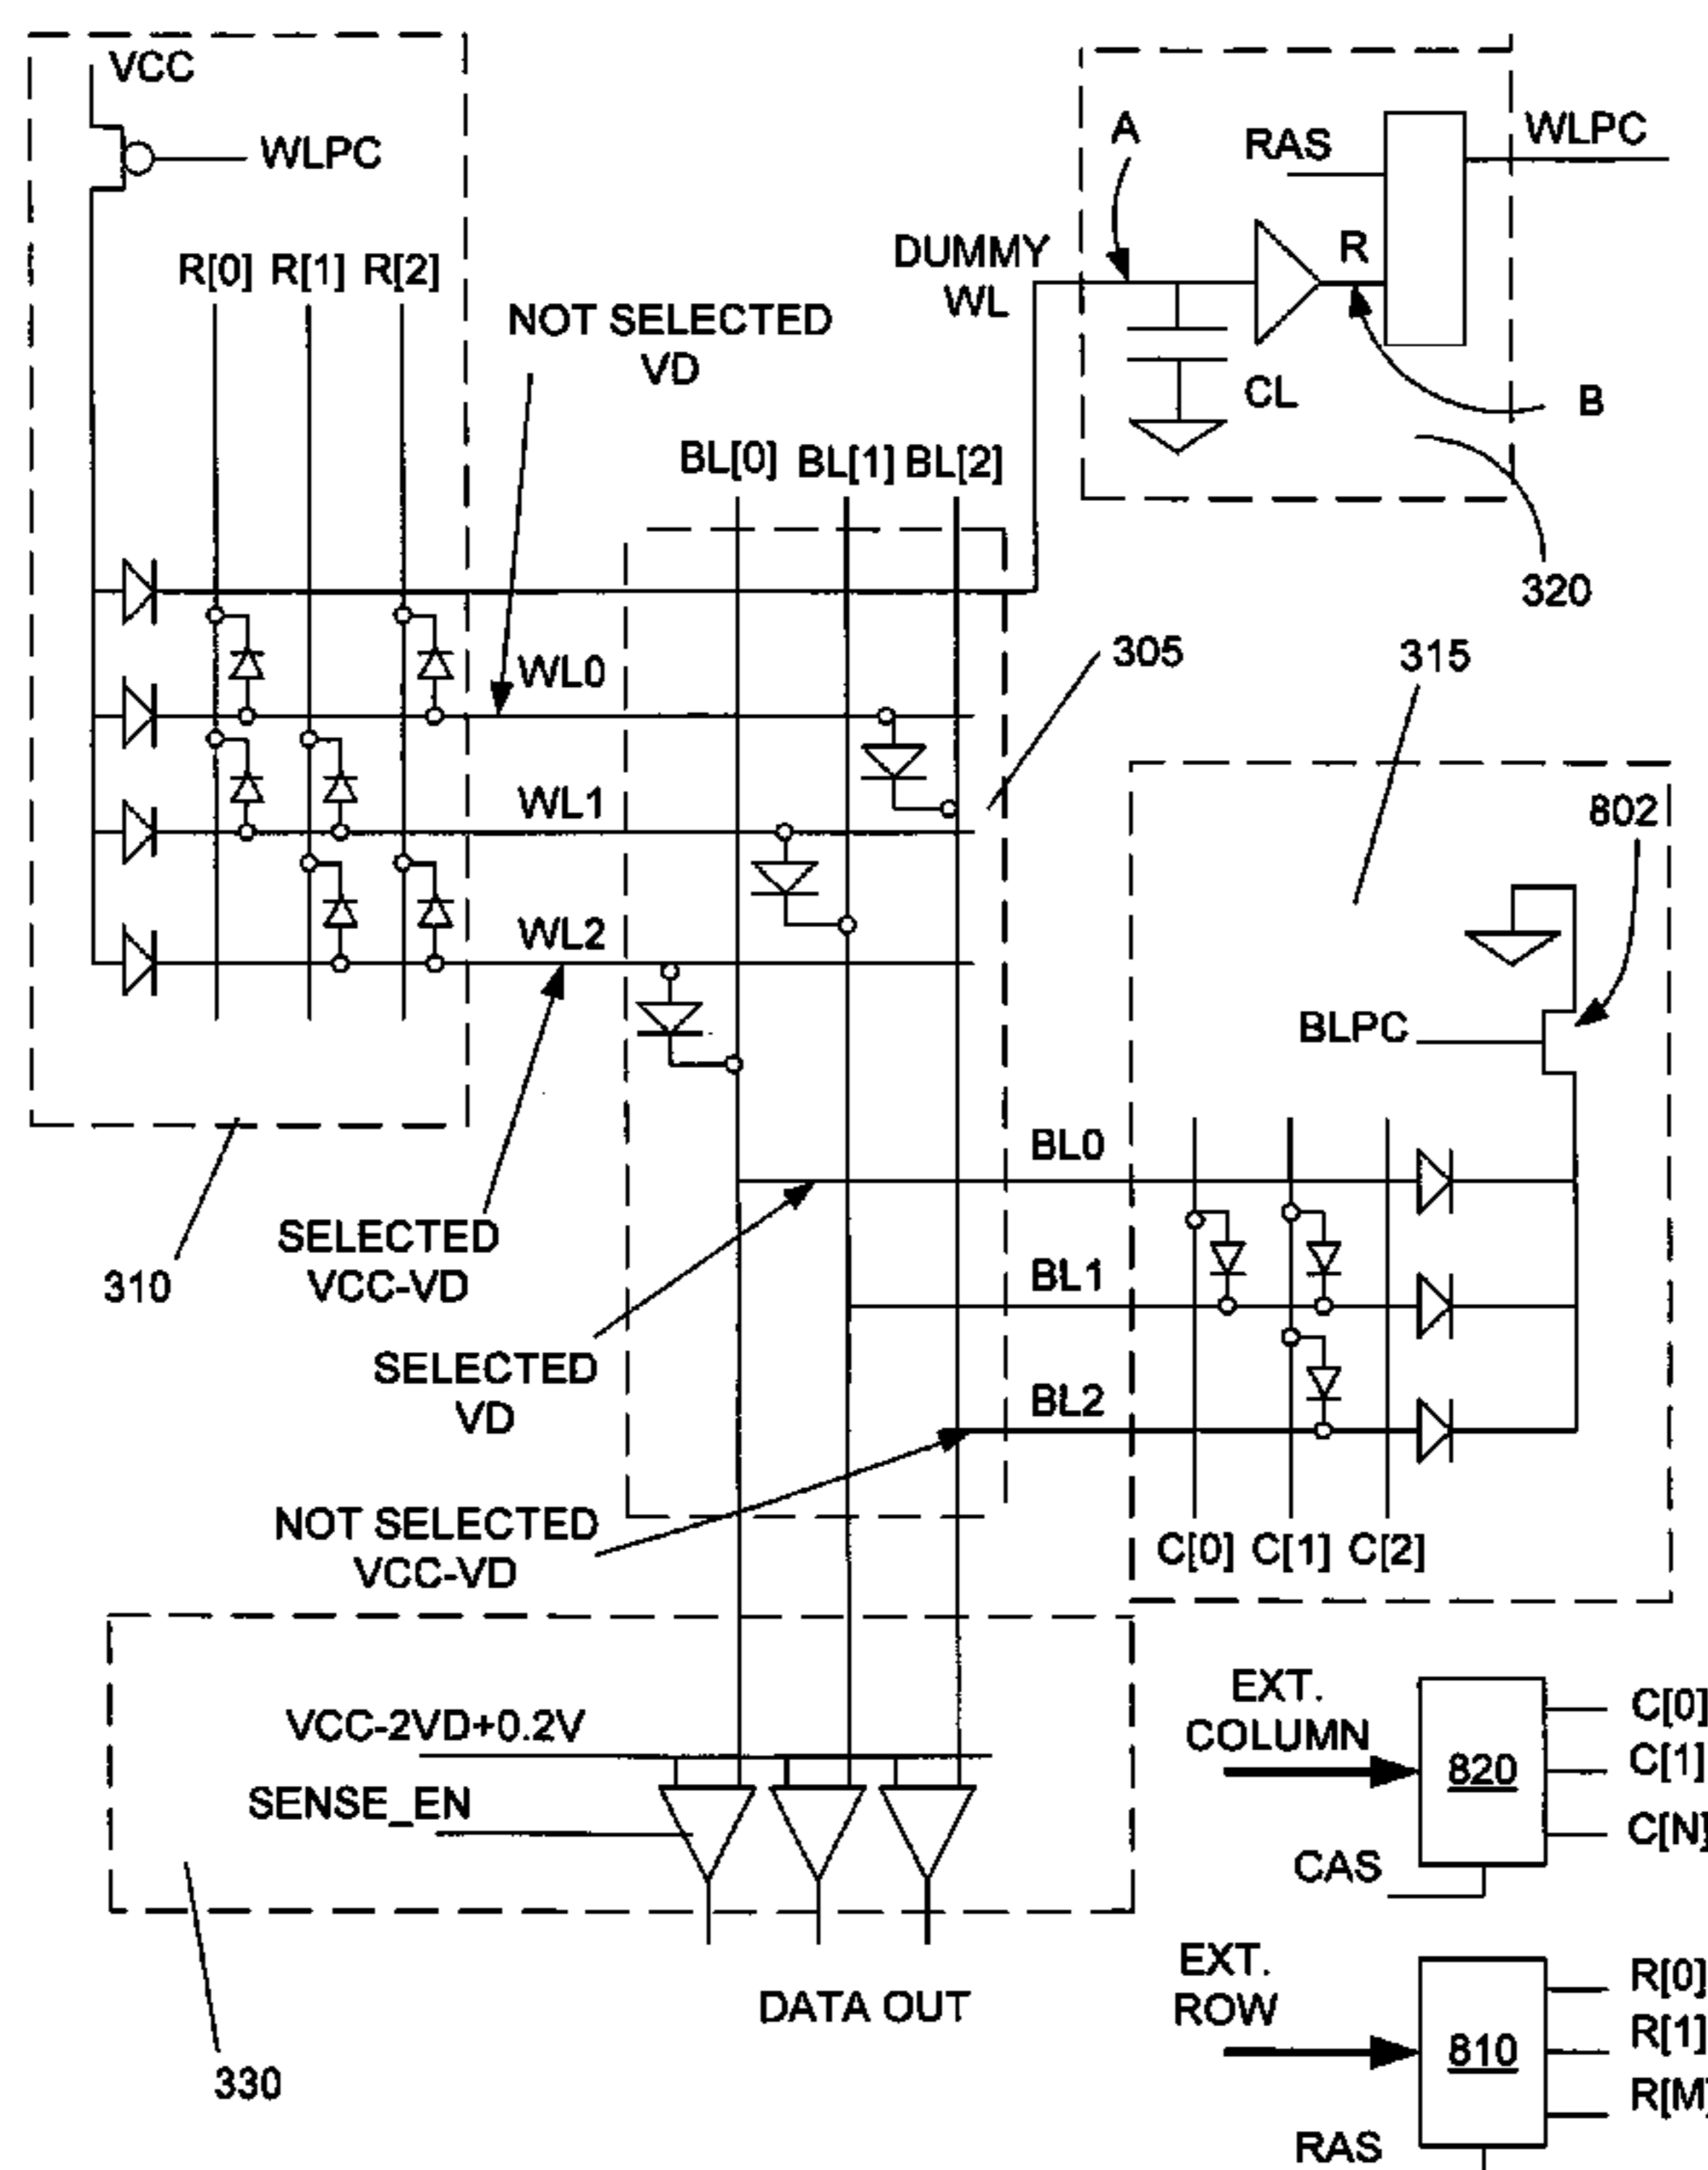 VCC
WLPC
R[0] R[1] R[2]
NOT SELECTED
VD
A
RAS
WLPC
DUMMY
WL
R
CL
B
320
BL[0] BL[1] BL[2]
WL0
WL1
WL2
305
315
802
BLPC
310
SELECTED
VCC-VD
SELECTED
VD
NOT SELECTED
VCC-VD
BL0
BL1
BL2
C[0] C[1] C[2]
VCC-2VD+0.2V
SENSE_EN
DATA OUT
330
EXT.
COLUMN
820
C[0]
C[1]
C[N]
CAS
EXT.
ROW
810
R[0]
R[1]
R[M]
RAS